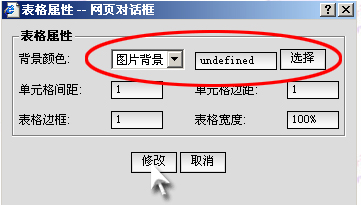 表格属性 -- 网页对话框
表格属性
背景颜色: 图片背景 undefined 选择
单元格间距: 1 单元格边距: 1
表格边框: 1 表格宽度: 100%
修改 取消